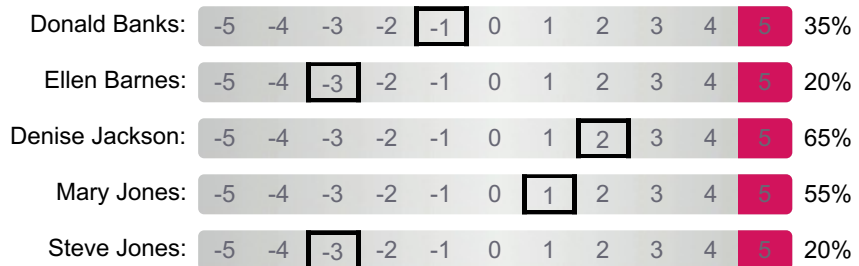 Donald Banks: -5 -4 -3 -2 -1 0 1 2 3 4 5 35%
Ellen Barnes: -5 -4 -3 -2 -1 0 1 2 3 4 5 20%
Denise Jackson: -5 -4 -3 -2 -1 0 1 2 3 4 5 65%
Mary Jones: -5 -4 -3 -2 -1 0 1 2 3 4 5 55%
Steve Jones: -5 -4 -3 -2 -1 0 1 2 3 4 5 20%